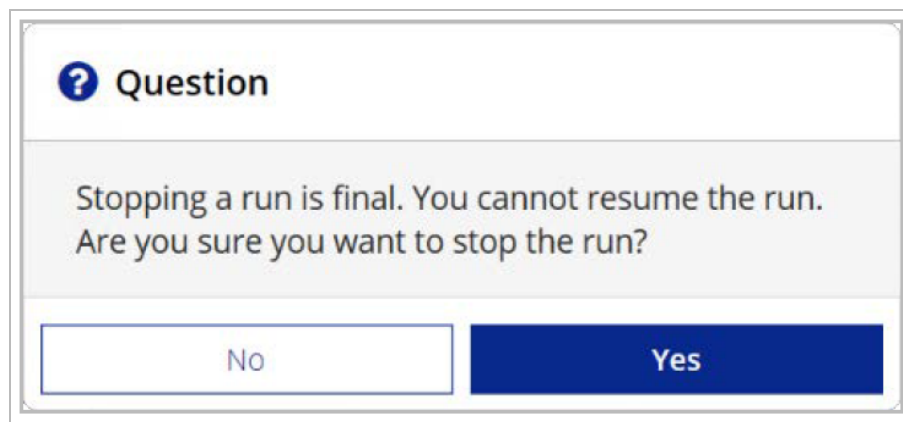 Question
Stopping a run is final. You cannot resume the run.
Are you sure you want to stop the run?
No
Yes